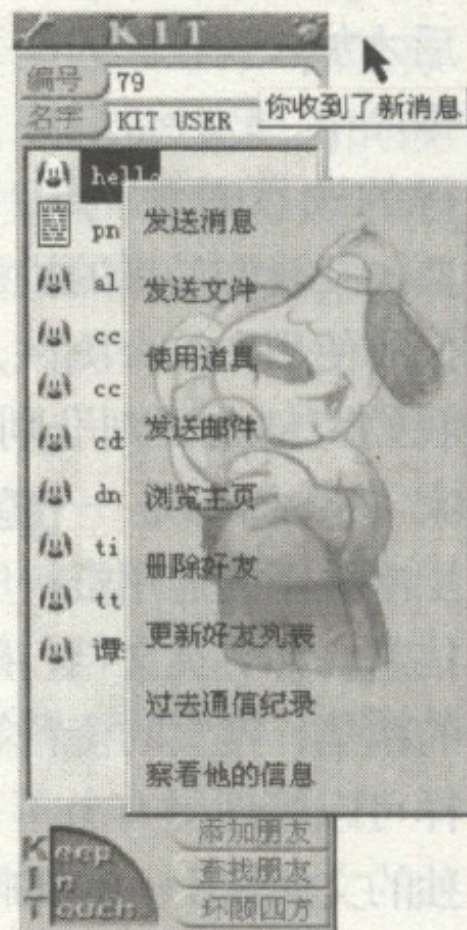 KIT
编号 79
你收到了新消息
名字 KIT USER
hello
pn
al
cc
cc
cd
dn
ti
tt
谭
发送消息
发送文件
使用道具
发送邮件
浏览主页
删除好友
更新好友列表
过去通信纪录
察看他的信息
添加朋友
查找朋友
环顾四方
Keep
In
Touch